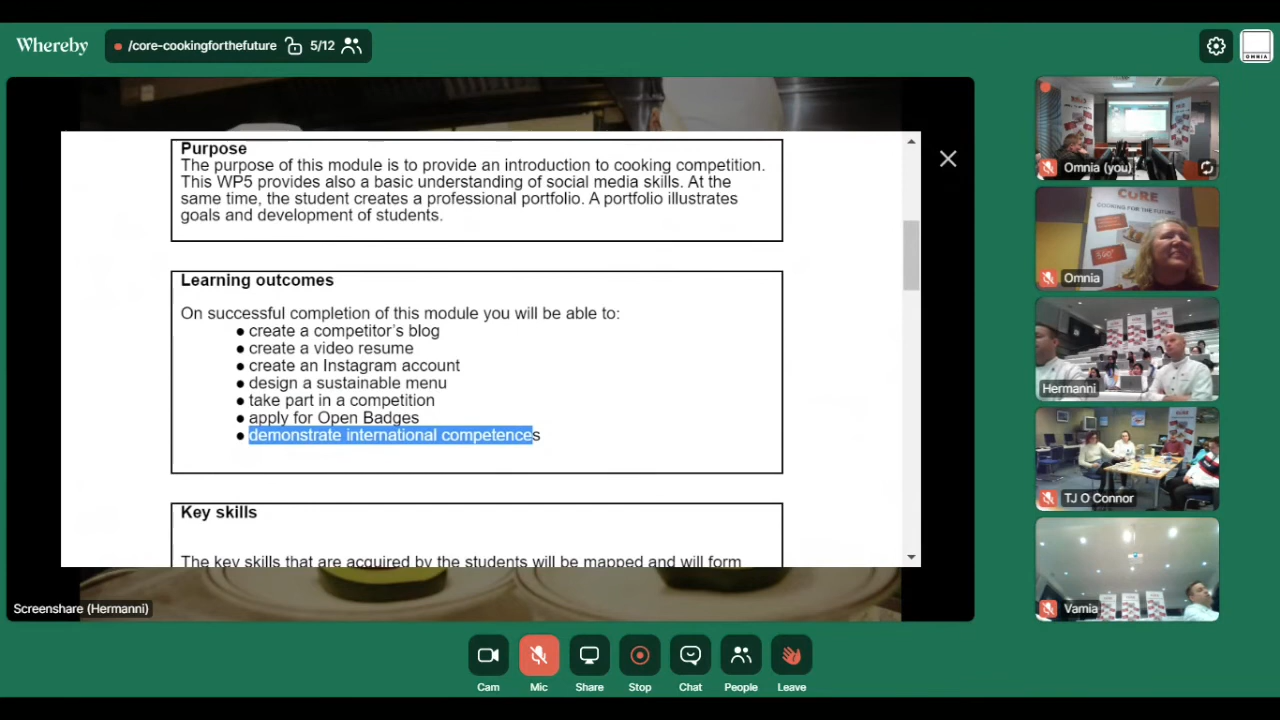 Whereby
/core-cookingforthefuture
5/12
OMNIA
Purpose
The purpose of this module is to provide an introduction to cooking competition.
This WP5 provides also a basic understanding of social media skills. At the
same time, the student creates a professional portfolio. A portfolio illustrates
goals and development of students.
Learning outcomes
On successful completion of this module you will be able to:
● create a competitor's blog
● create a video resume
● create an Instagram account
● design a sustainable menu
● take part in a competition
● apply for Open Badges
● demonstrate international competences
Key skills
The key skills that are acquired by the students will be mapped and will form
Screenshare (Hermanni)
Omnia (you)
CORE
COOKING FOR THE FUTURE
Omnia
Hermanni
TJ O Connor
Vamia
Cam
Mic
Share
Stop
Chat
People
Leave